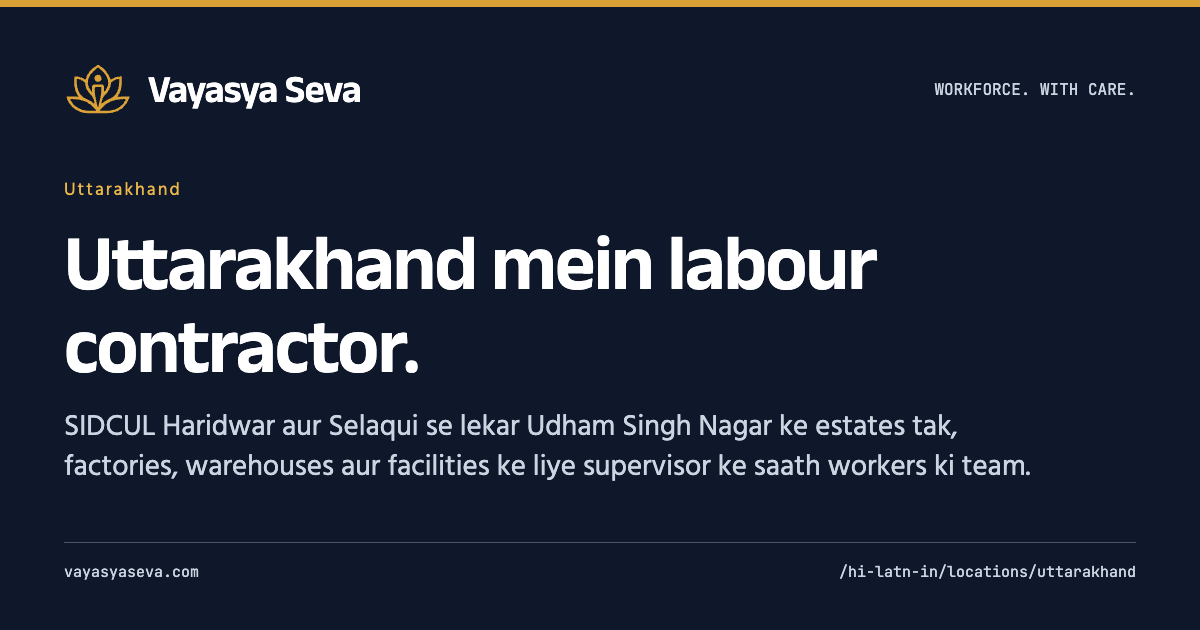 Vayasya Seva
WORKFORCE. WITH CARE.
Uttarakhand
Uttarakhand mein labour
contractor.
SIDCUL Haridwar aur Selaqui se lekar Udham Singh Nagar ke estates tak,
factories, warehouses aur facilities ke liye supervisor ke saath workers ki team.
vayasyaseva.com
/hi-latn-in/locations/uttarakhand